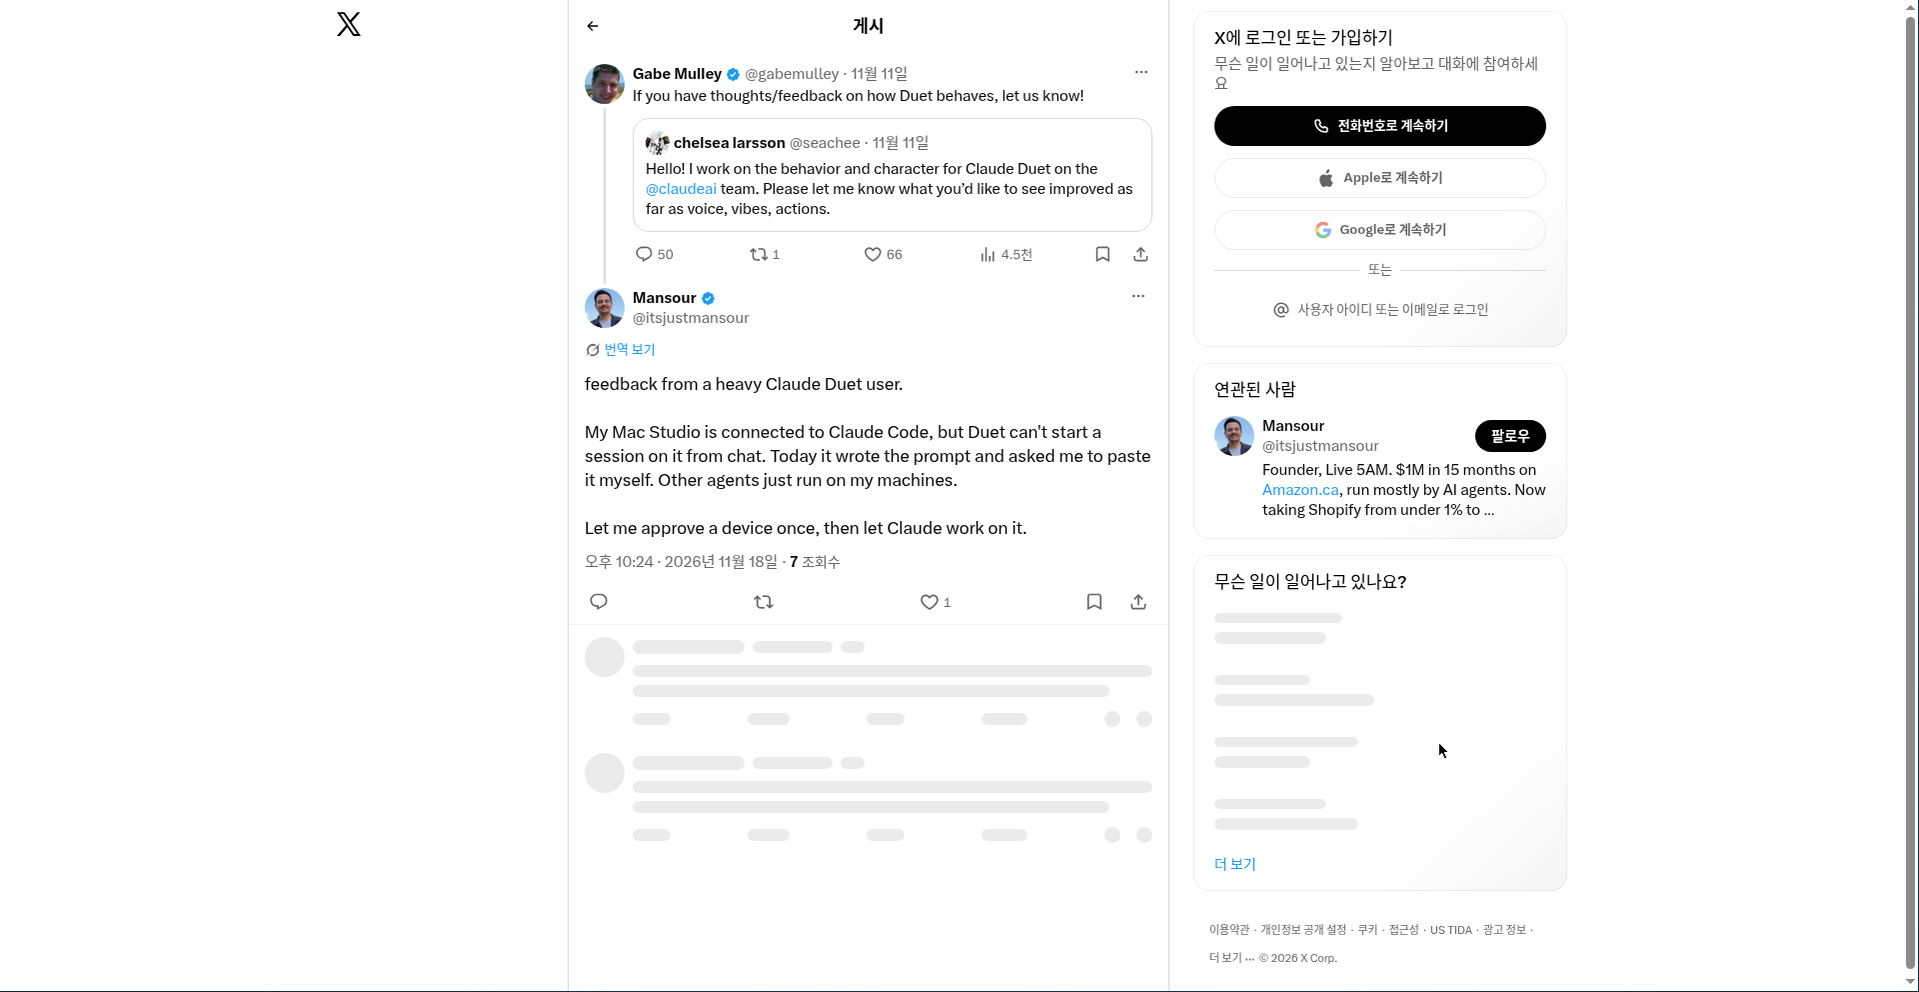 게시
Gabe Mulley @gabemulley · 11월 11일
If you have thoughts/feedback on how Duet behaves, let us know!
chelsea larsson @seachee · 11월 11일
Hello! I work on the behavior and character for Claude Duet on the
@claudeai team. Please let me know what you’d like to see improved as
far as voice, vibes, actions.
50 1 66 4.5천
Mansour
@itsjustmansour
번역 보기
feedback from a heavy Claude Duet user.
My Mac Studio is connected to Claude Code, but Duet can't start a
session on it from chat. Today it wrote the prompt and asked me to paste
it myself. Other agents just run on my machines.
Let me approve a device once, then let Claude work on it.
오후 10:24 · 2026년 11월 18일 · 7 조회수
1
X에 로그인 또는 가입하기
무슨 일이 일어나고 있는지 알아보고 대화에 참여하세
요
전화번호로 계속하기
Apple로 계속하기
Google로 계속하기
또는
사용자 아이디 또는 이메일로 로그인
연관된 사람
Mansour
@itsjustmansour
팔로우
Founder, Live 5AM. $1M in 15 months on
Amazon.ca, run mostly by AI agents. Now
taking Shopify from under 1% to ...
무슨 일이 일어나고 있나요?
더 보기
이용약관 · 개인정보 공개 설정 · 쿠키 · 접근성 · US TIDA · 광고 정보 ·
더 보기 ... © 2026 X Corp.